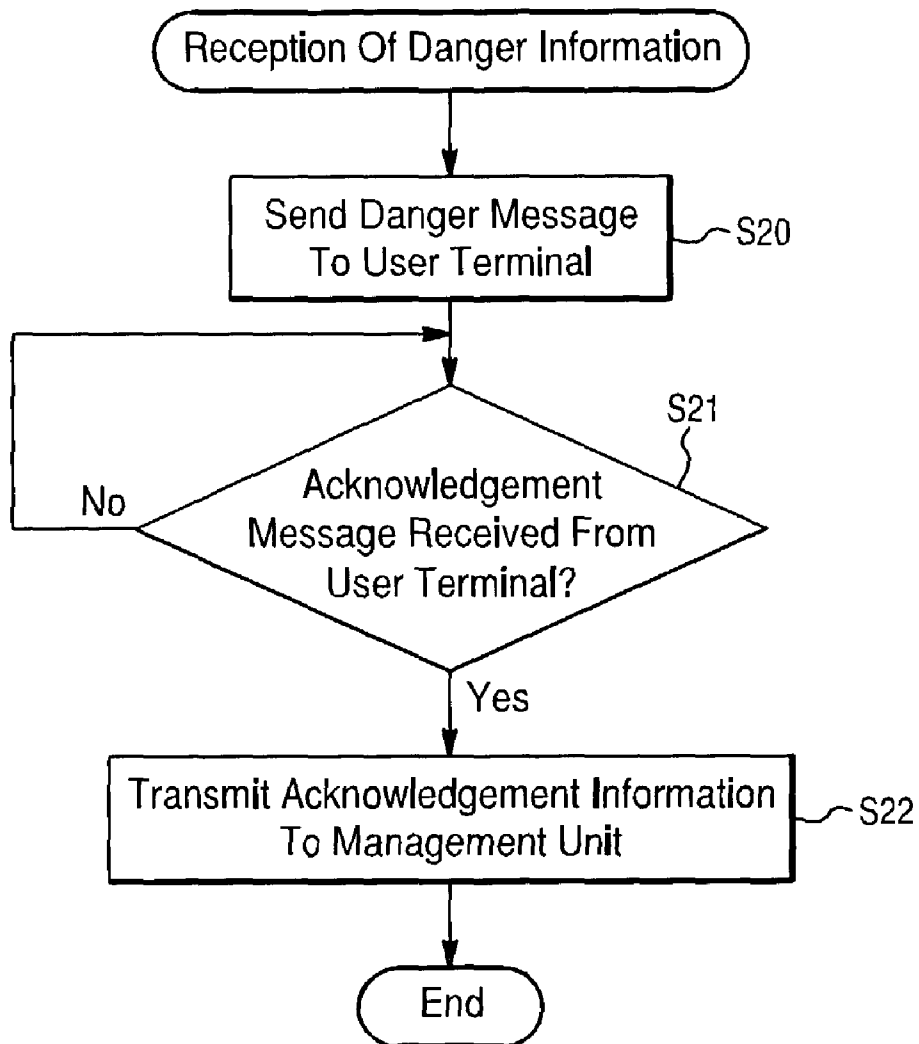 Reception Of Danger Information
Send Danger Message
To User Terminal
S20
S21
Acknowledgement
Message Received From
User Terminal?
No
Yes
Transmit Acknowledgement Information
To Management Unit
S22
End